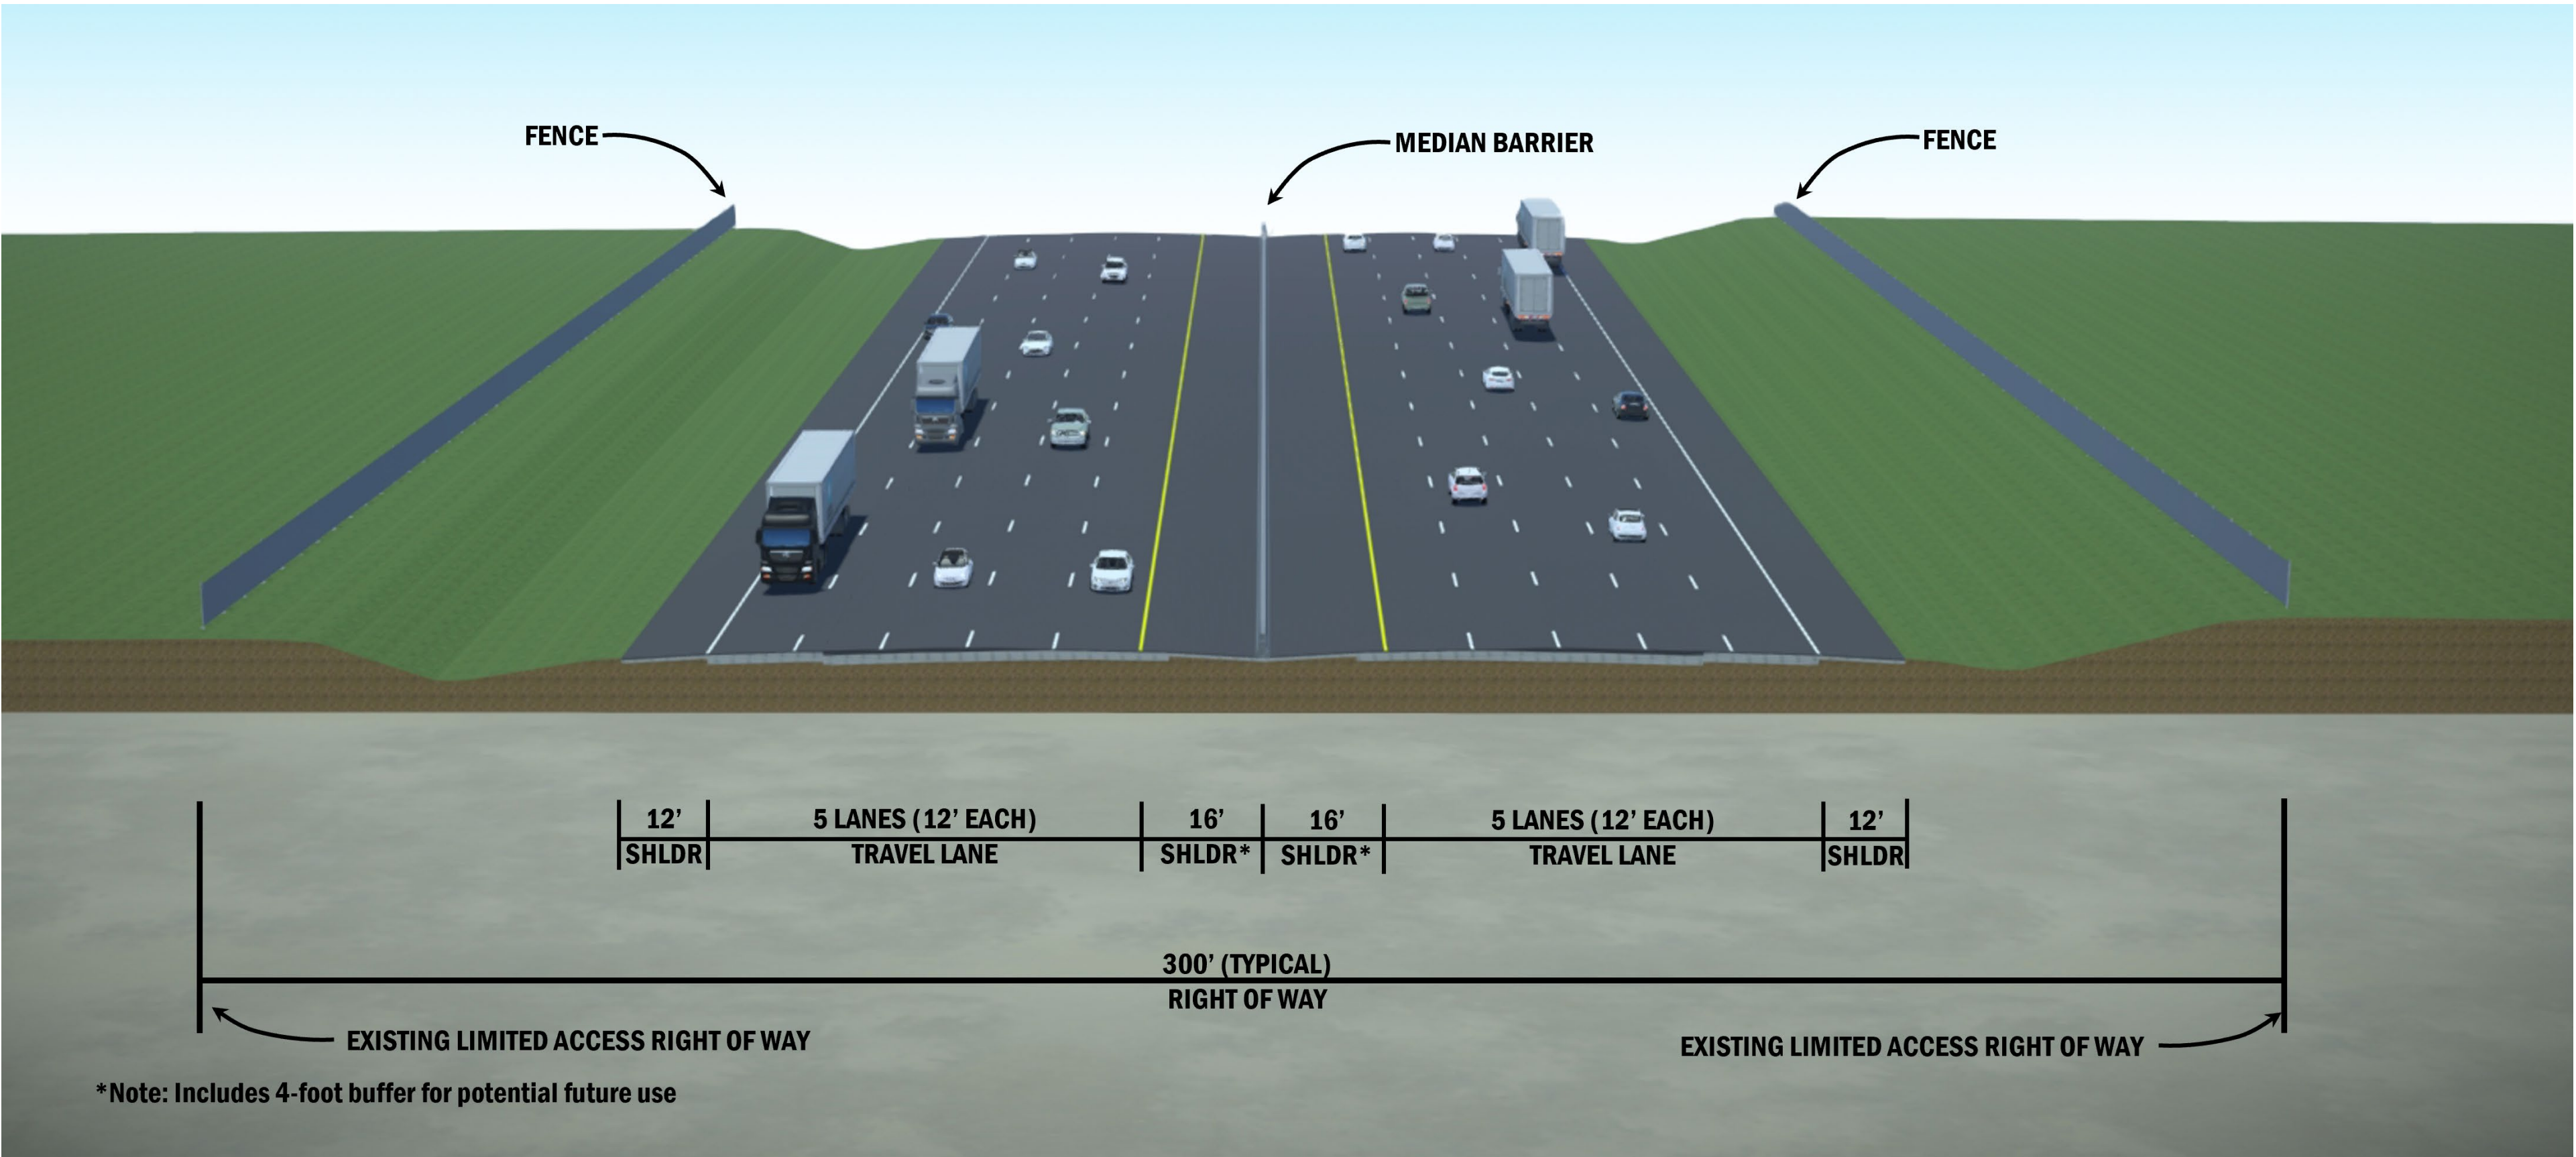 FENCE
MEDIAN BARRIER
FENCE
12’
5 LANES (12’ EACH)
16’
16’
5 LANES (12’ EACH)
12’
SHLDR
TRAVEL LANE
SHLDR*
SHLDR*
TRAVEL LANE
SHLDR
300’ (TYPICAL)
RIGHT OF WAY
EXISTING LIMITED ACCESS RIGHT OF WAY
EXISTING LIMITED ACCESS RIGHT OF WAY
*Note: Includes 4-foot buffer for potential future use